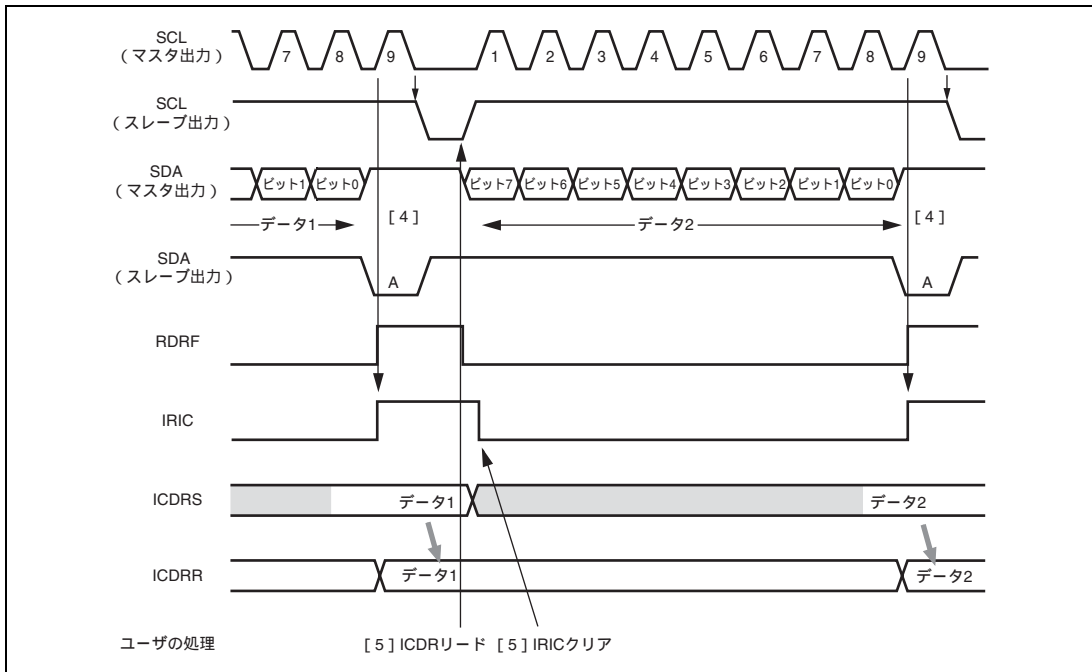 SCL
（マスタ出力）
7 8 9 1 2 3 4 5 6 7 8 9
SCL
（スレーブ出力）
SDA
（マスタ出力）
ビット1 ビット0 ビット7 ビット6 ビット5 ビット4 ビット3 ビット2 ビット1 ビット0
データ1 [4] データ2 [4]
SDA
（スレーブ出力）
A A
RDRF
IRIC
ICDRS データ1 データ2
ICDRR データ1 データ2
ユーザの処理 [5] ICDRリード [5] IRICクリア